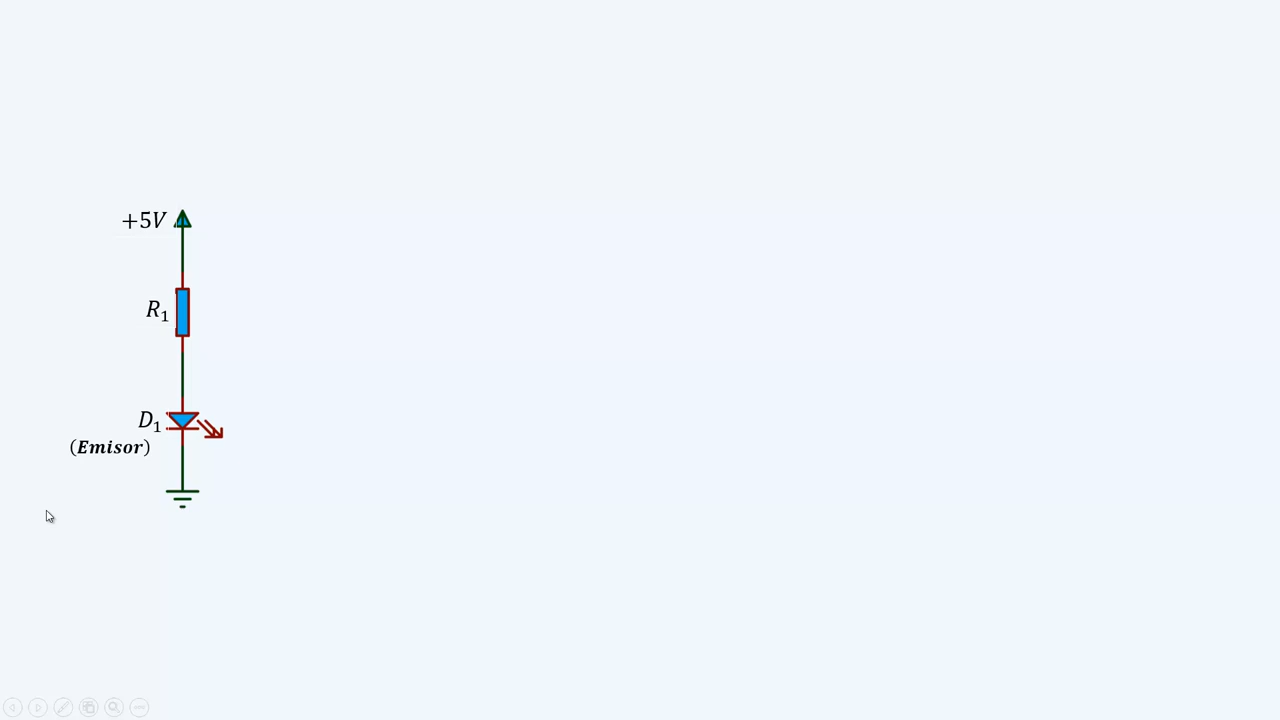 +5V
R₁
D₁
(Emisor)